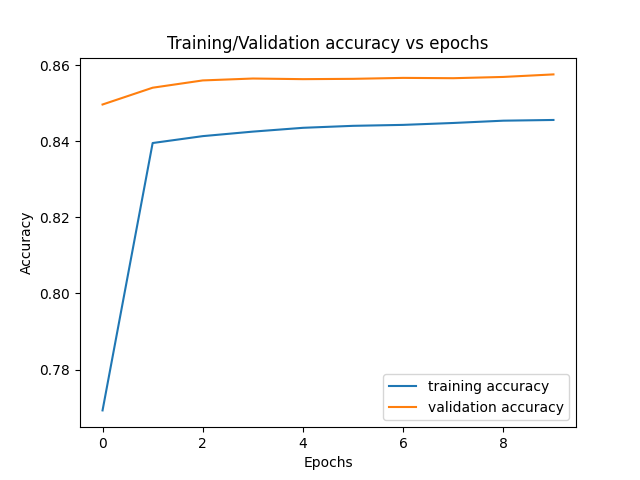 Training/Validation accuracy vs epochs
0.86
0.84
0.82
0.80
0.78
Accuracy
training accuracy
validation accuracy
0 2 4 6 8
Epochs